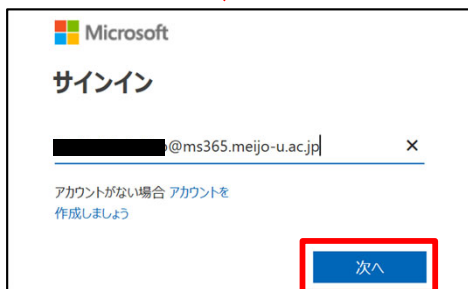 Microsoft
サインイン
@ms365.meijo-u.ac.jp
アカウントがない場合 アカウントを
作成しましょう
次へ